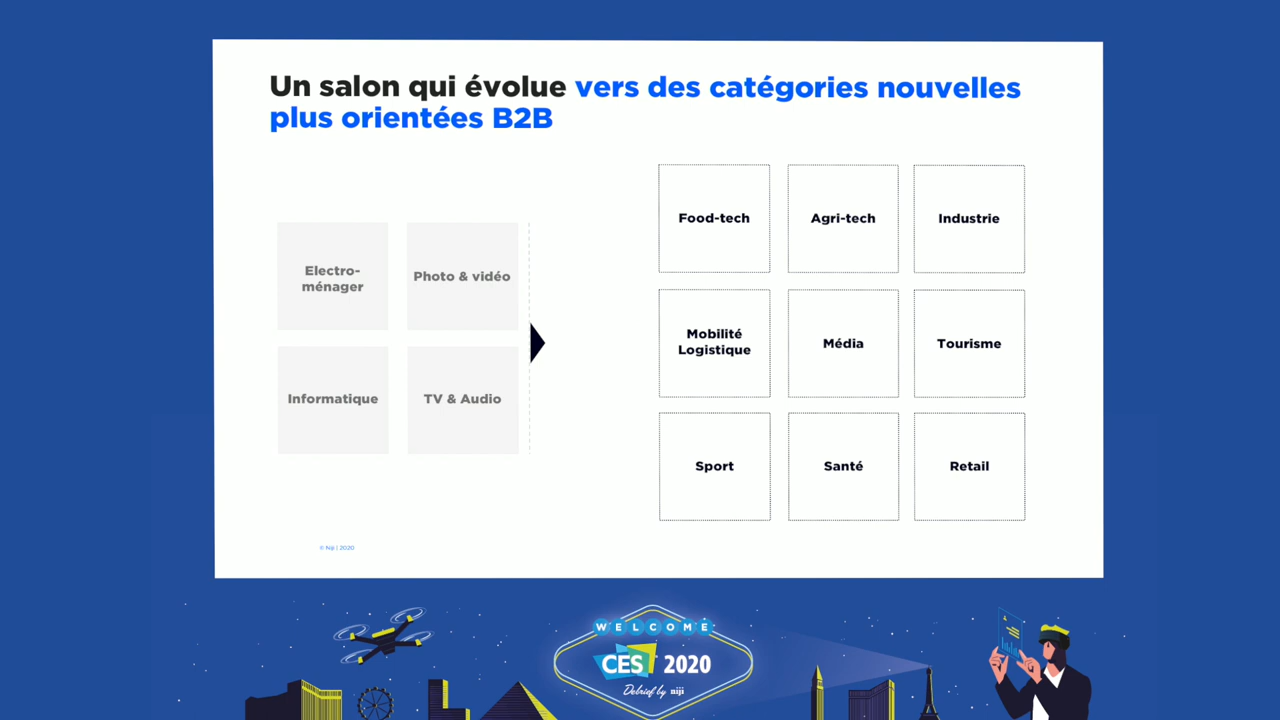 Un salon qui évolue vers des catégories nouvelles
plus orientées B2B
Electro-
ménager
Photo & vidéo
Informatique
TV & Audio
Food-tech
Agri-tech
Industrie
Mobilité
Logistique
Média
Tourisme
Sport
Santé
Retail
© Niji | 2020
WELCOME
CES 2020
Debrief by niji